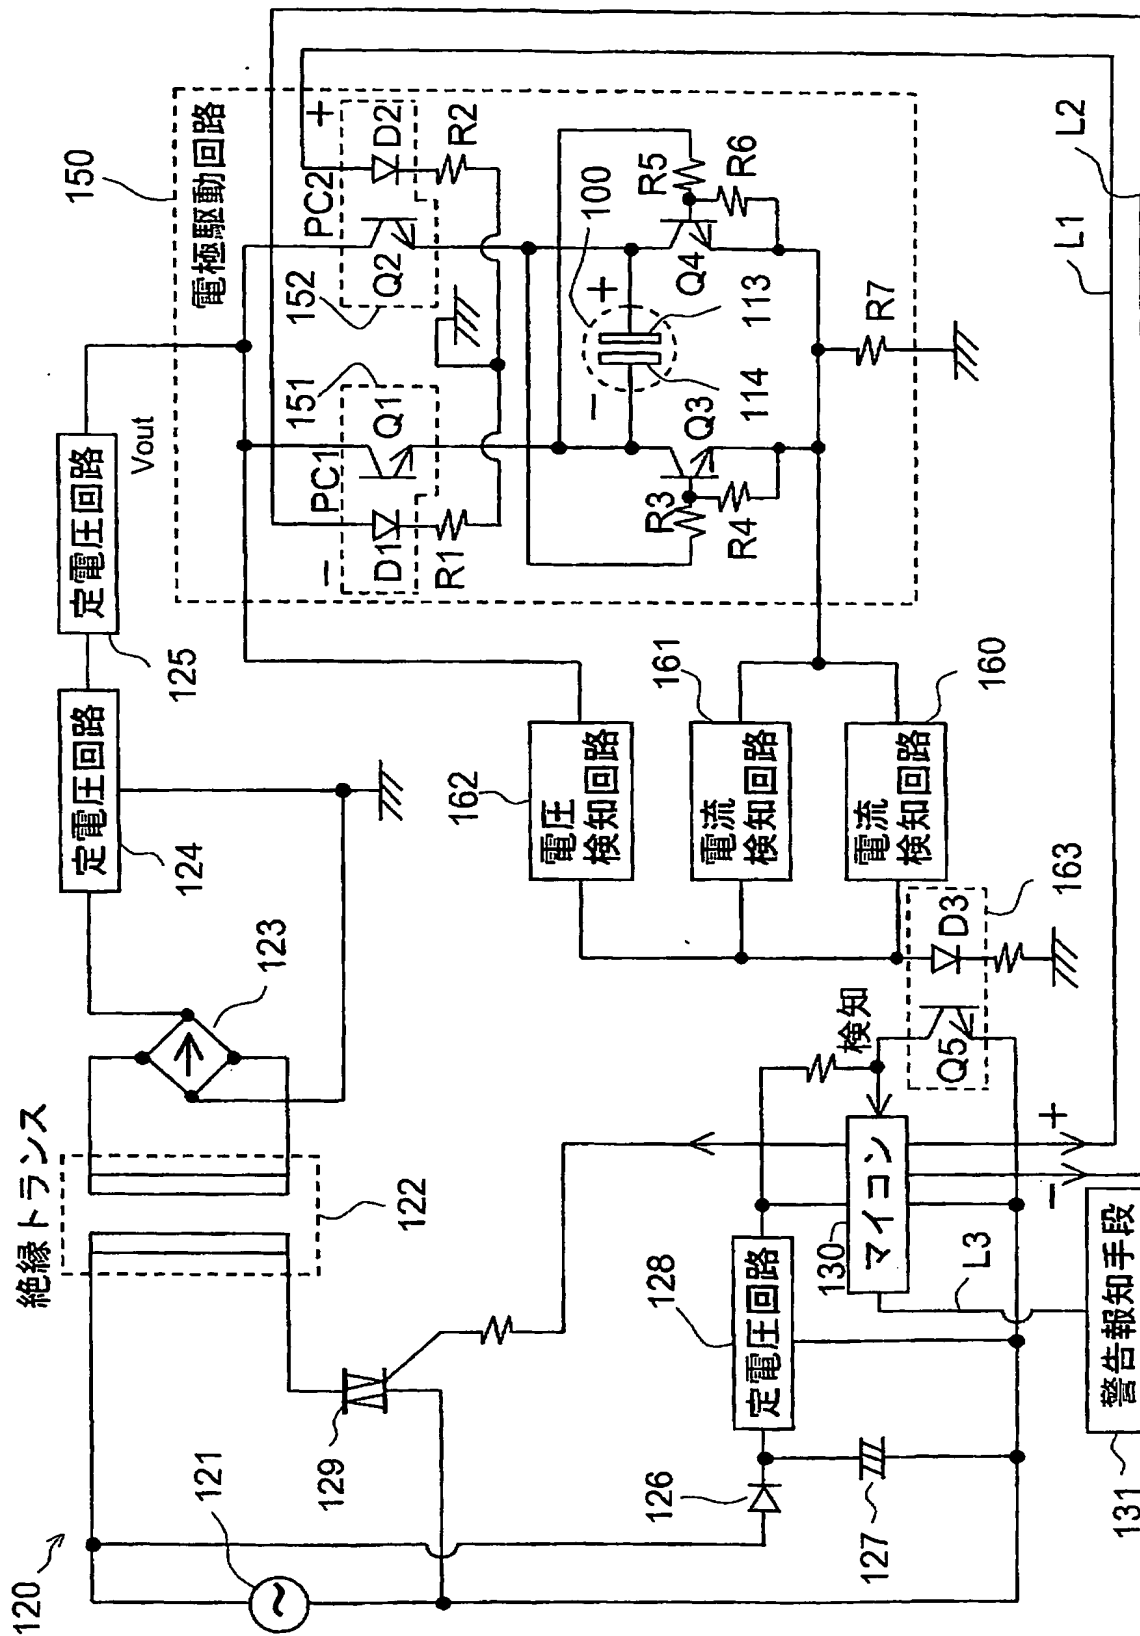 120
121
絶縁トランス
122
123
定電圧回路
124
定電圧回路
125
Vout
150
電極駆動回路
129
PC1
PC2
−
+
D1
Q1
151
152
Q2
D2
R1
R2
100
−
+
114
113
R3
R4
Q3
Q4
R5
R6
R7
電圧
検知回路
162
電流
検知回路
161
電流
検知回路
160
163
D3
Q5
検知
126
127
定電圧回路
128
マイコン
130
−
+
L1
L2
L3
警告報知手段
131